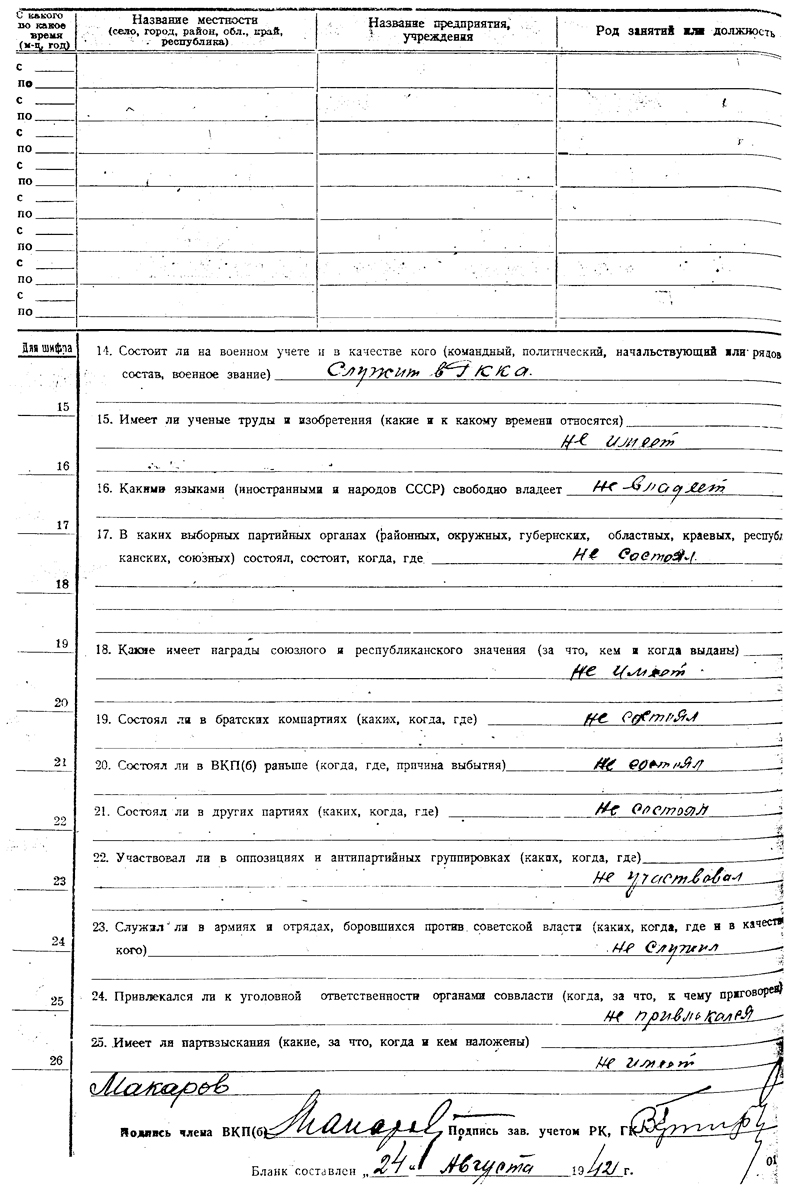 С какого по какое время (м-ц, год)
Название местности (село, город, район, обл., край, республика)
Название предприятия, учреждения
Род занятий или должность
с
по
с
по
с
по
с
по
с
по
с
по
с
по
с
по
Для шифра
14. Состоит ли на военном учете и в качестве кого (командный, политический, начальствующий или рядов
состав, военное звание) Служит в РККА.
15
15. Имеет ли ученые труды и изобретения (какие и к какому времени относятся)
не имеет
16
16. Какими языками (иностранными и народов СССР) свободно владеет не владеет
17
17. В каких выборных партийных органах (районных, окружных, губернских, областных, краевых, респуб
канских, союзных) состоял, состоит, когда, где не состоял.
18
19
18. Какие имеет награды союзного и республиканского значения (за что, кем и когда выданы)
не имеет
20
19. Состоял ли в братских компартиях (каких, когда, где) не состоял
21
20. Состоял ли в ВКП(б) раньше (когда, где, причина выбытия) не состоял
22
21. Состоял ли в других партиях (каких, когда, где) не состоял
22. Участвовал ли в оппозициях и антипартийных группировках (каких, когда, где)
23
не участвовал
23. Служил ли в армиях и отрядах, боровшихся против советской власти (каких, когда, где и в качест
24
кого) не служил
24. Привлекался ли к уголовной ответственности органами соввласти (когда, за что, к чему приговорен)
25
не привлекался
25. Имеет ли партвзыскания (какие, за что, когда и кем наложены)
26
не имеет
Макаров
Подпись члена ВКП(б) Макаров Подпись зав. учетом РК, ГК
Бланк составлен „24" Августа 1942 г.
01